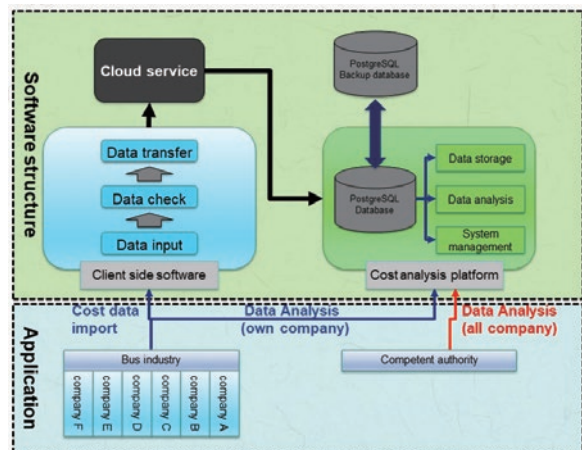 Software structure
Cloud service
PostgreSQL
Backup database
Data transfer
Data check
Data input
Client side software
PostgreSQL
Database
Data storage
Data analysis
System
management
Cost analysis platform
Application
Cost data
import
Data Analysis
(own company)
Data Analysis
(all company)
Bus industry
company F
company E
company D
company C
company B
company A
Competent authority